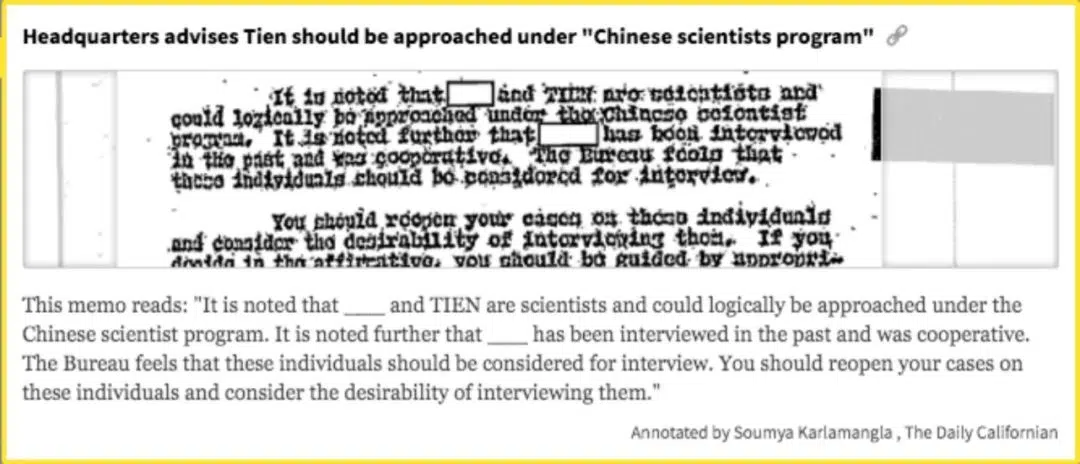 Headquarters advises Tien should be approached under "Chinese scientists program"
It is noted that and TIEN are scientists and
could logically be approached under the Chinese scientist
program. It is noted further that has been interviewed
in the past and was cooperative. The Bureau feels that
these individuals should be considered for interview.
You should reopen your cases on these individuals
and consider the desirability of interviewing them. If you
decide in the affirmative, you should be guided by appropri-
This memo reads: "It is noted that ____ and TIEN are scientists and could logically be approached under the
Chinese scientist program. It is noted further that ____ has been interviewed in the past and was cooperative.
The Bureau feels that these individuals should be considered for interview. You should reopen your cases on
these individuals and consider the desirability of interviewing them."
Annotated by Soumya Karlamangla , The Daily Californian